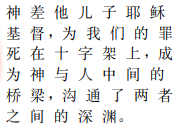 神差他儿子耶稣
基督，为我们的罪
死在十字架上，成
为神与人中间的
桥梁，沟通了两者
之间的深渊。